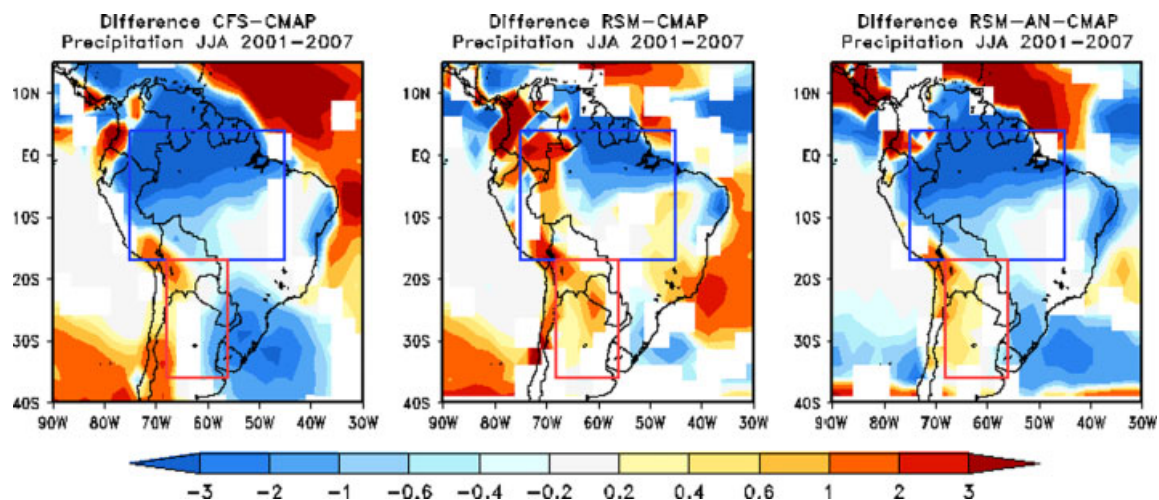 Difference CFS-CMAP
Precipitation JJA 2001-2007
Difference RSM-CMAP
Precipitation JJA 2001-2007
Difference RSM-AN-CMAP
Precipitation JJA 2001-2007
10N
EQ
10S
20S
30S
40S
90W 80W 70W 60W 50W 40W 30W
10N
EQ
10S
20S
30S
40S
90W 80W 70W 60W 50W 40W 30W
10N
EQ
10S
20S
30S
40S
90W 80W 70W 60W 50W 40W 30W
-3 -2 -1 -0.6 -0.4 -0.2 0.2 0.4 0.6 1 2 3